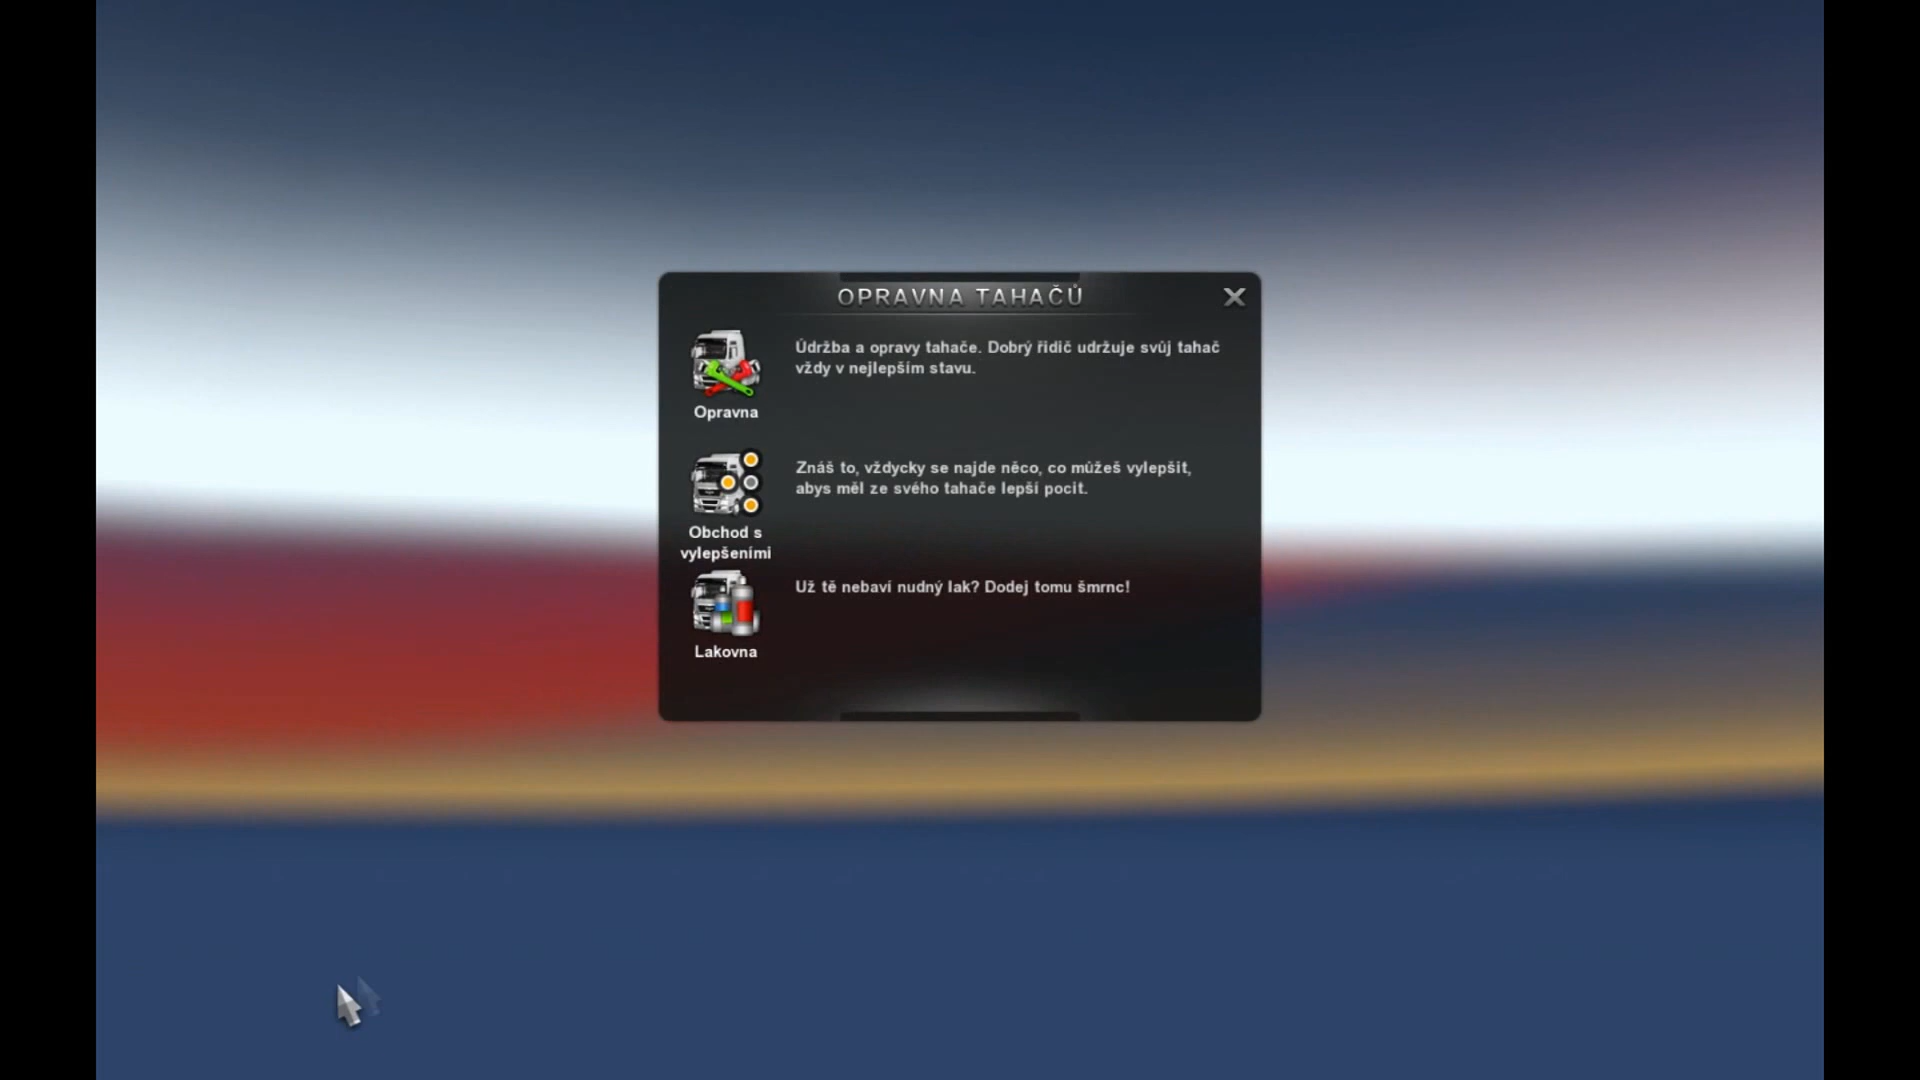 OPRAVNA TAHAČŮ
Údržba a opravy tahače. Dobrý řidič udržuje svůj tahač
vždy v nejlepším stavu.
Opravna
Znáš to, vždycky se najde něco, co můžeš vylepšit,
abys měl ze svého tahače lepší pocit.
Obchod s
vylepšeními
Už tě nebaví nudný lak? Dodej tomu šmrnc!
Lakovna